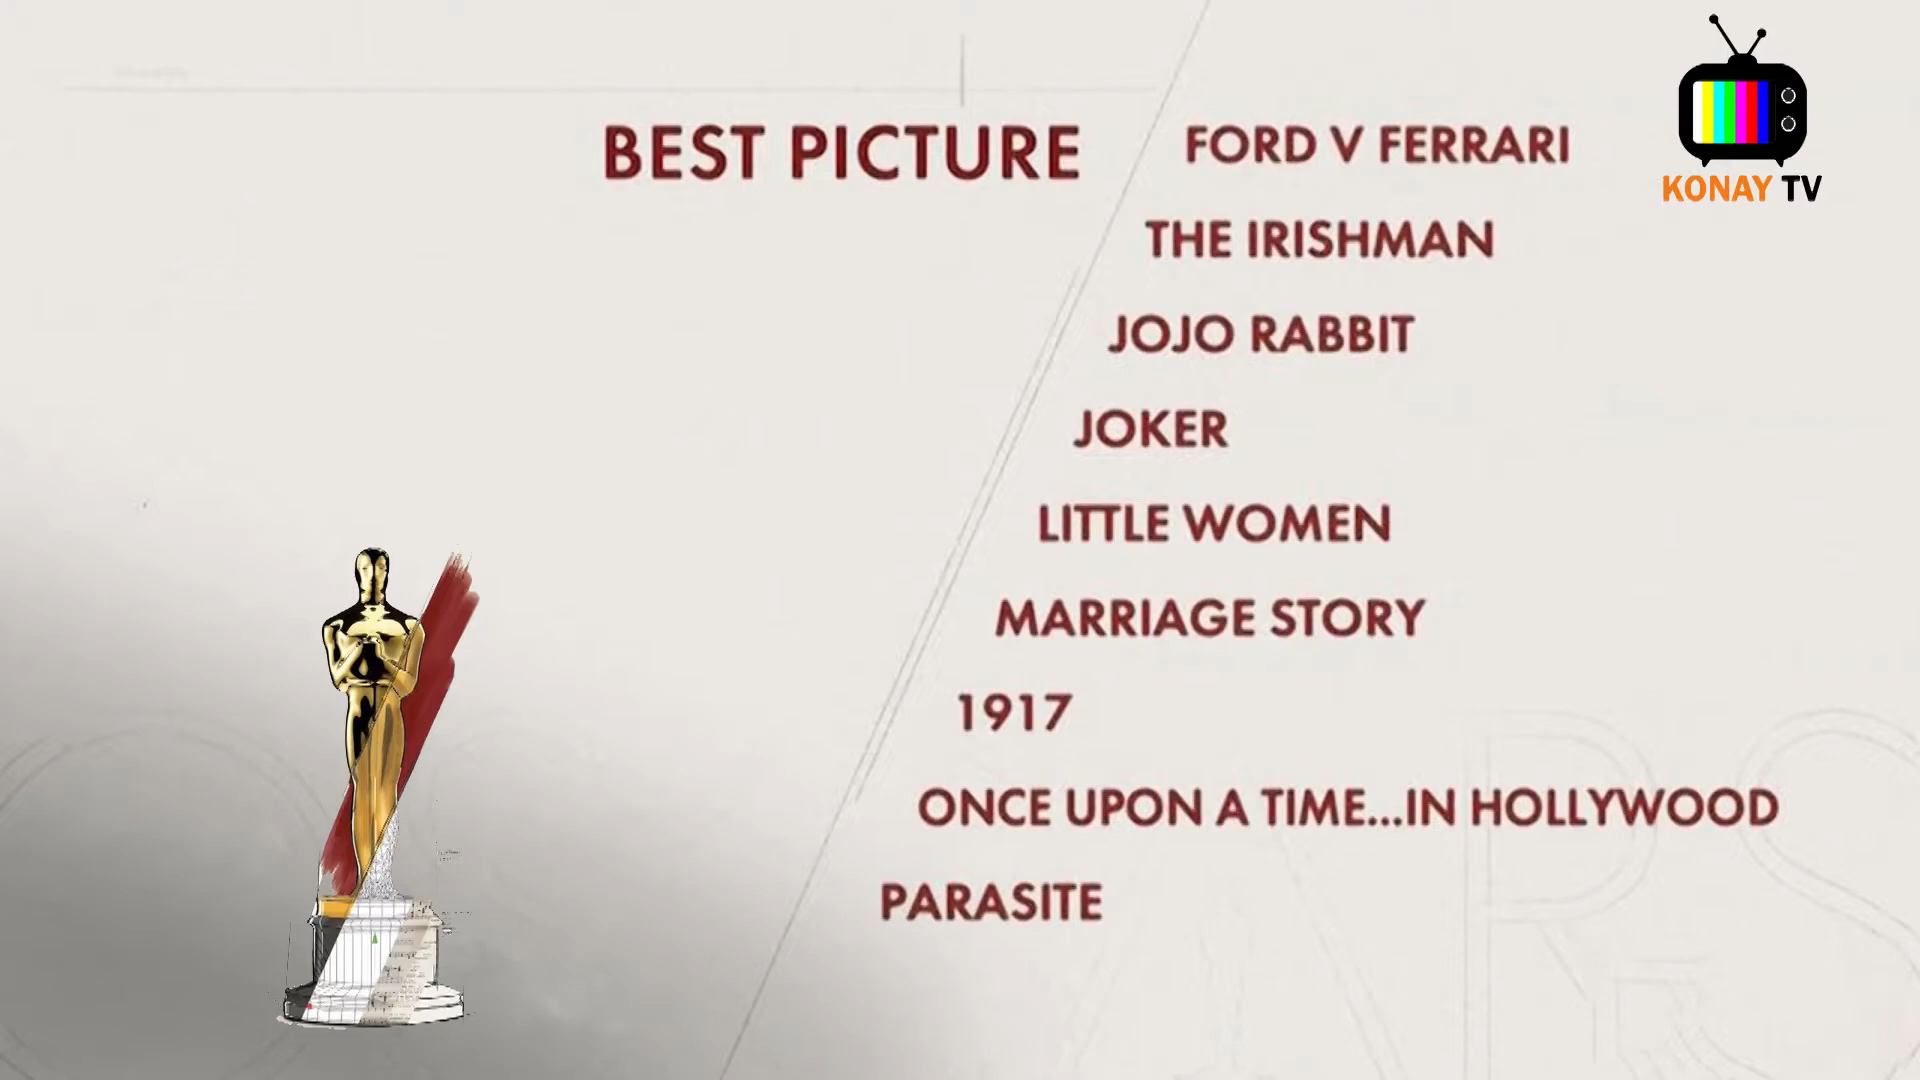 BEST PICTURE
FORD V FERRARI
THE IRISHMAN
JOJO RABBIT
JOKER
LITTLE WOMEN
MARRIAGE STORY
1917
ONCE UPON A TIME...IN HOLLYWOOD
PARASITE
KONAY TV